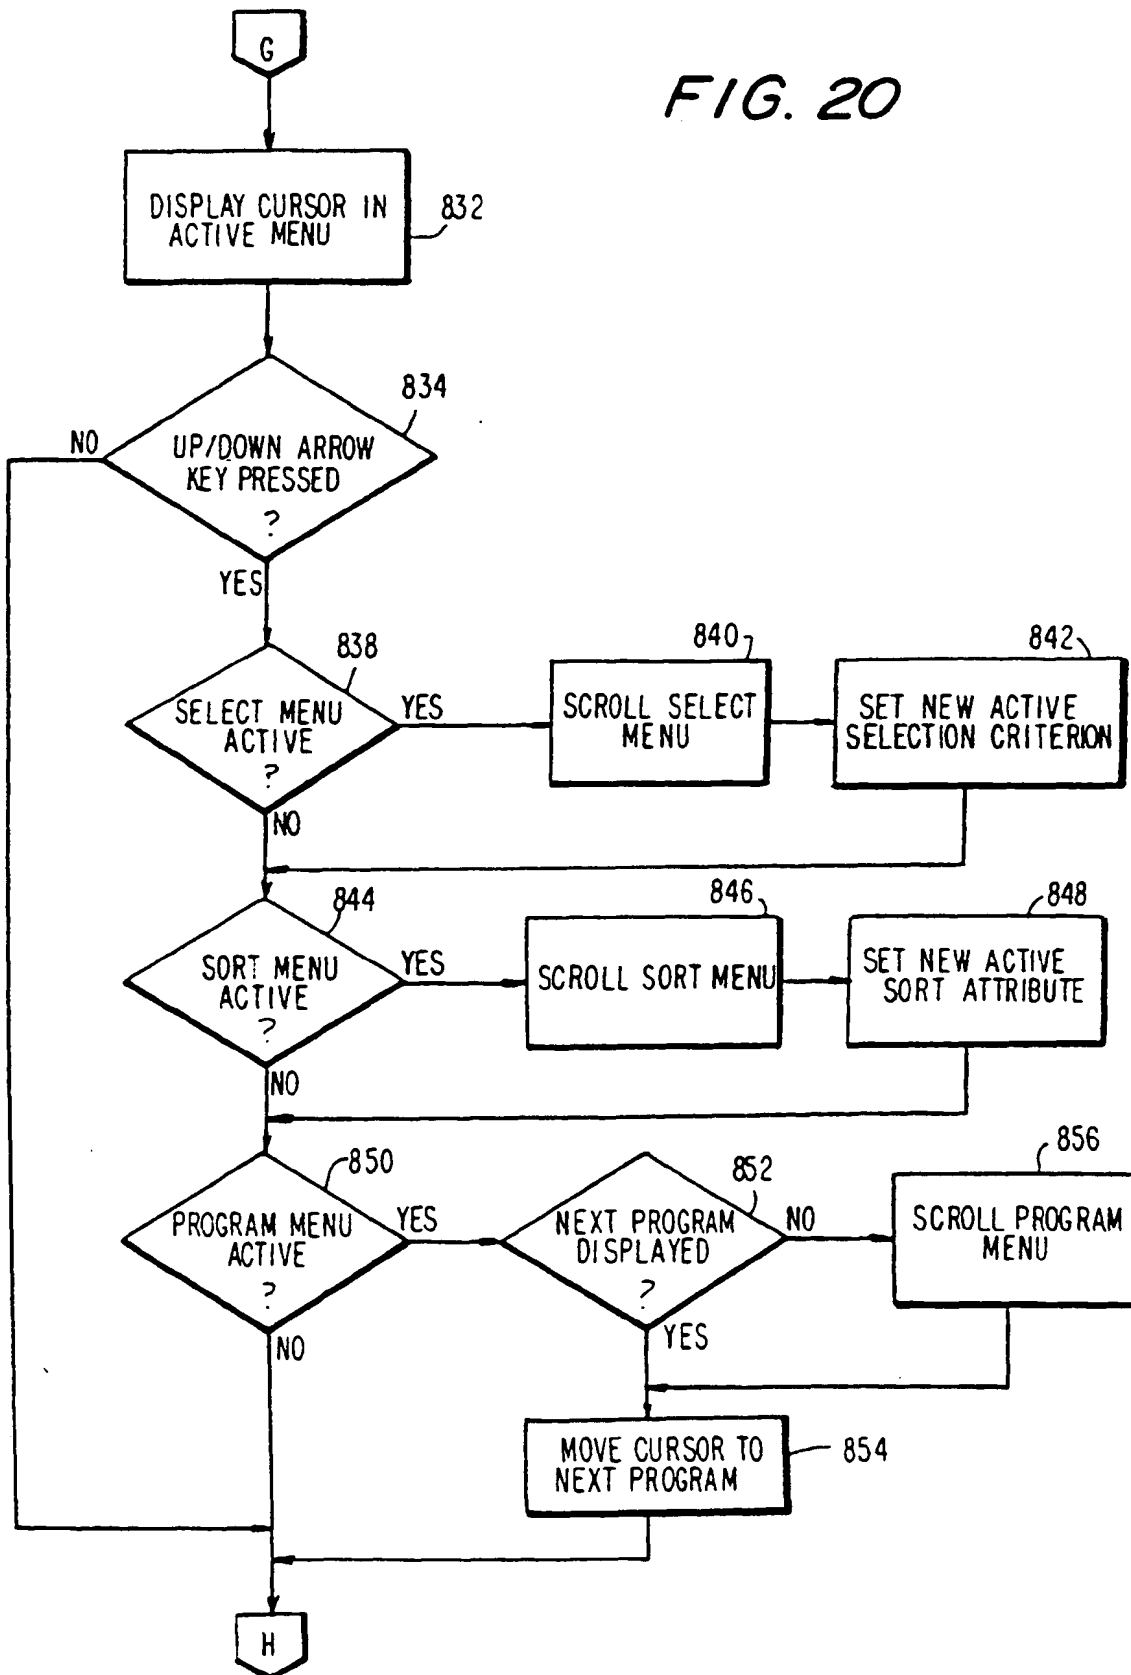 G
FIG. 20
DISPLAY CURSOR IN
ACTIVE MENU
832
834
NO
UP/DOWN ARROW
KEY PRESSED
?
YES
838
SELECT MENU
ACTIVE
?
YES
840
SCROLL SELECT
MENU
842
SET NEW ACTIVE
SELECTION CRITERION
NO
844
SORT MENU
ACTIVE
?
YES
846
SCROLL SORT MENU
848
SET NEW ACTIVE
SORT ATTRIBUTE
NO
850
PROGRAM MENU
ACTIVE
?
YES
852
NEXT PROGRAM
DISPLAYED
?
NO
856
SCROLL PROGRAM
MENU
NO
YES
MOVE CURSOR TO
NEXT PROGRAM
854
H